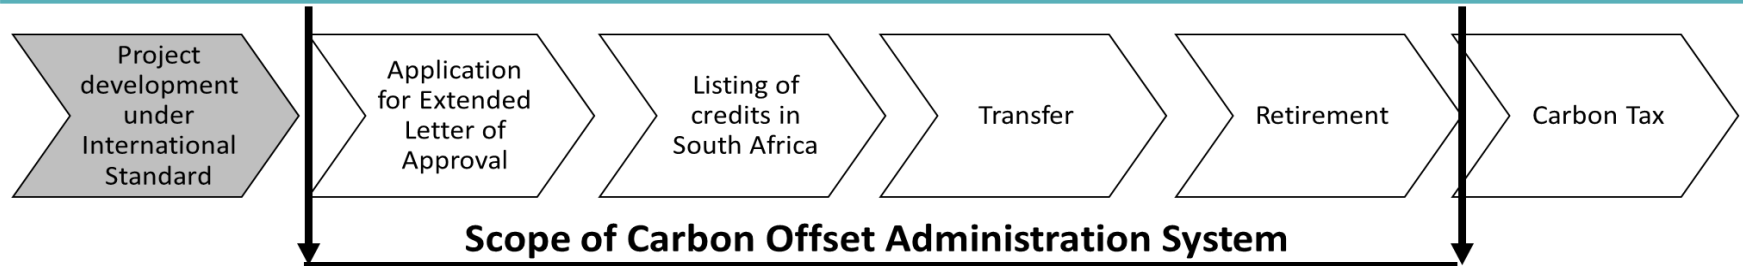 Project
development
under
International
Standard
Application
for Extended
Letter of
Approval
Listing of
credits in
South Africa
Transfer
Retirement
Carbon Tax
Scope of Carbon Offset Administration System